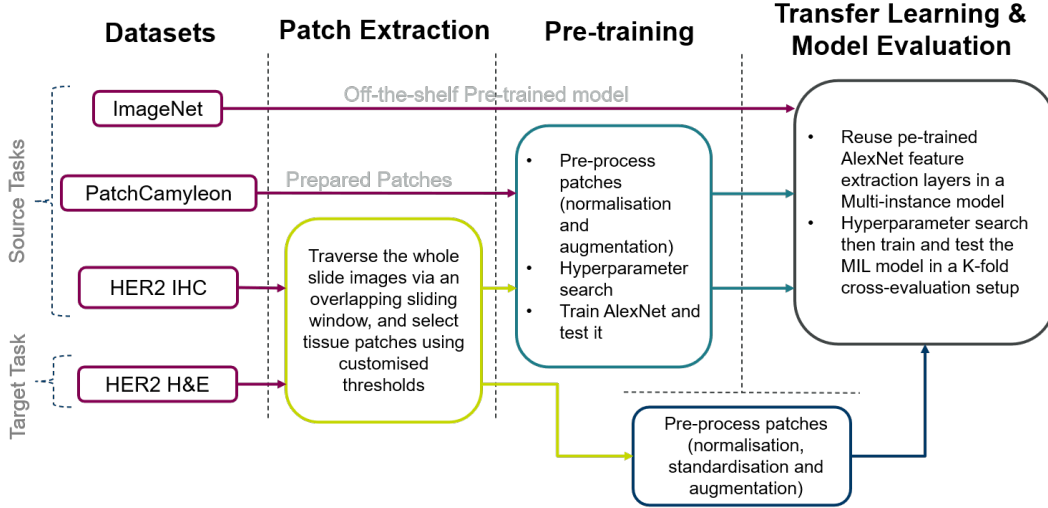 Datasets
Patch Extraction
Pre-training
Transfer Learning &
Model Evaluation
Source Tasks
Target Task
ImageNet
Off-the-shelf Pre-trained model
PatchCamyleon
Prepared Patches
HER2 IHC
HER2 H&E
Traverse the whole
slide images via an
overlapping sliding
window, and select
tissue patches using
customised
thresholds
• Pre-process
patches
(normalisation
and
augmentation)
• Hyperparameter
search
• Train AlexNet and
test it
• Reuse pe-trained
AlexNet feature
extraction layers in a
Multi-instance model
• Hyperparameter search
then train and test the
MIL model in a K-fold
cross-evaluation setup
Pre-process patches
(normalisation,
standardisation and
augmentation)